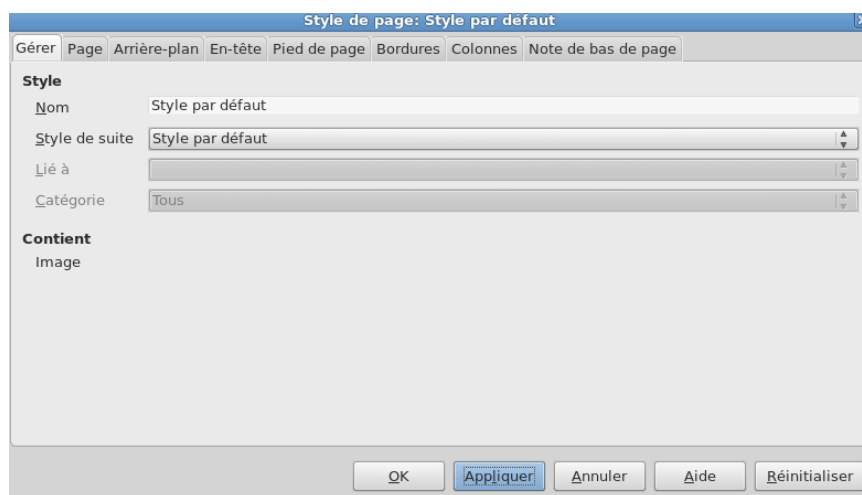 Style de page: Style par défaut
Gérer Page Arrière-plan En-tête Pied de page Bordures Colonnes Note de bas de page
Style
Nom Style par défaut
Style de suite Style par défaut
Lié à
Catégorie Tous
Contient
Image
OK Appliquer Annuler Aide Réinitialiser